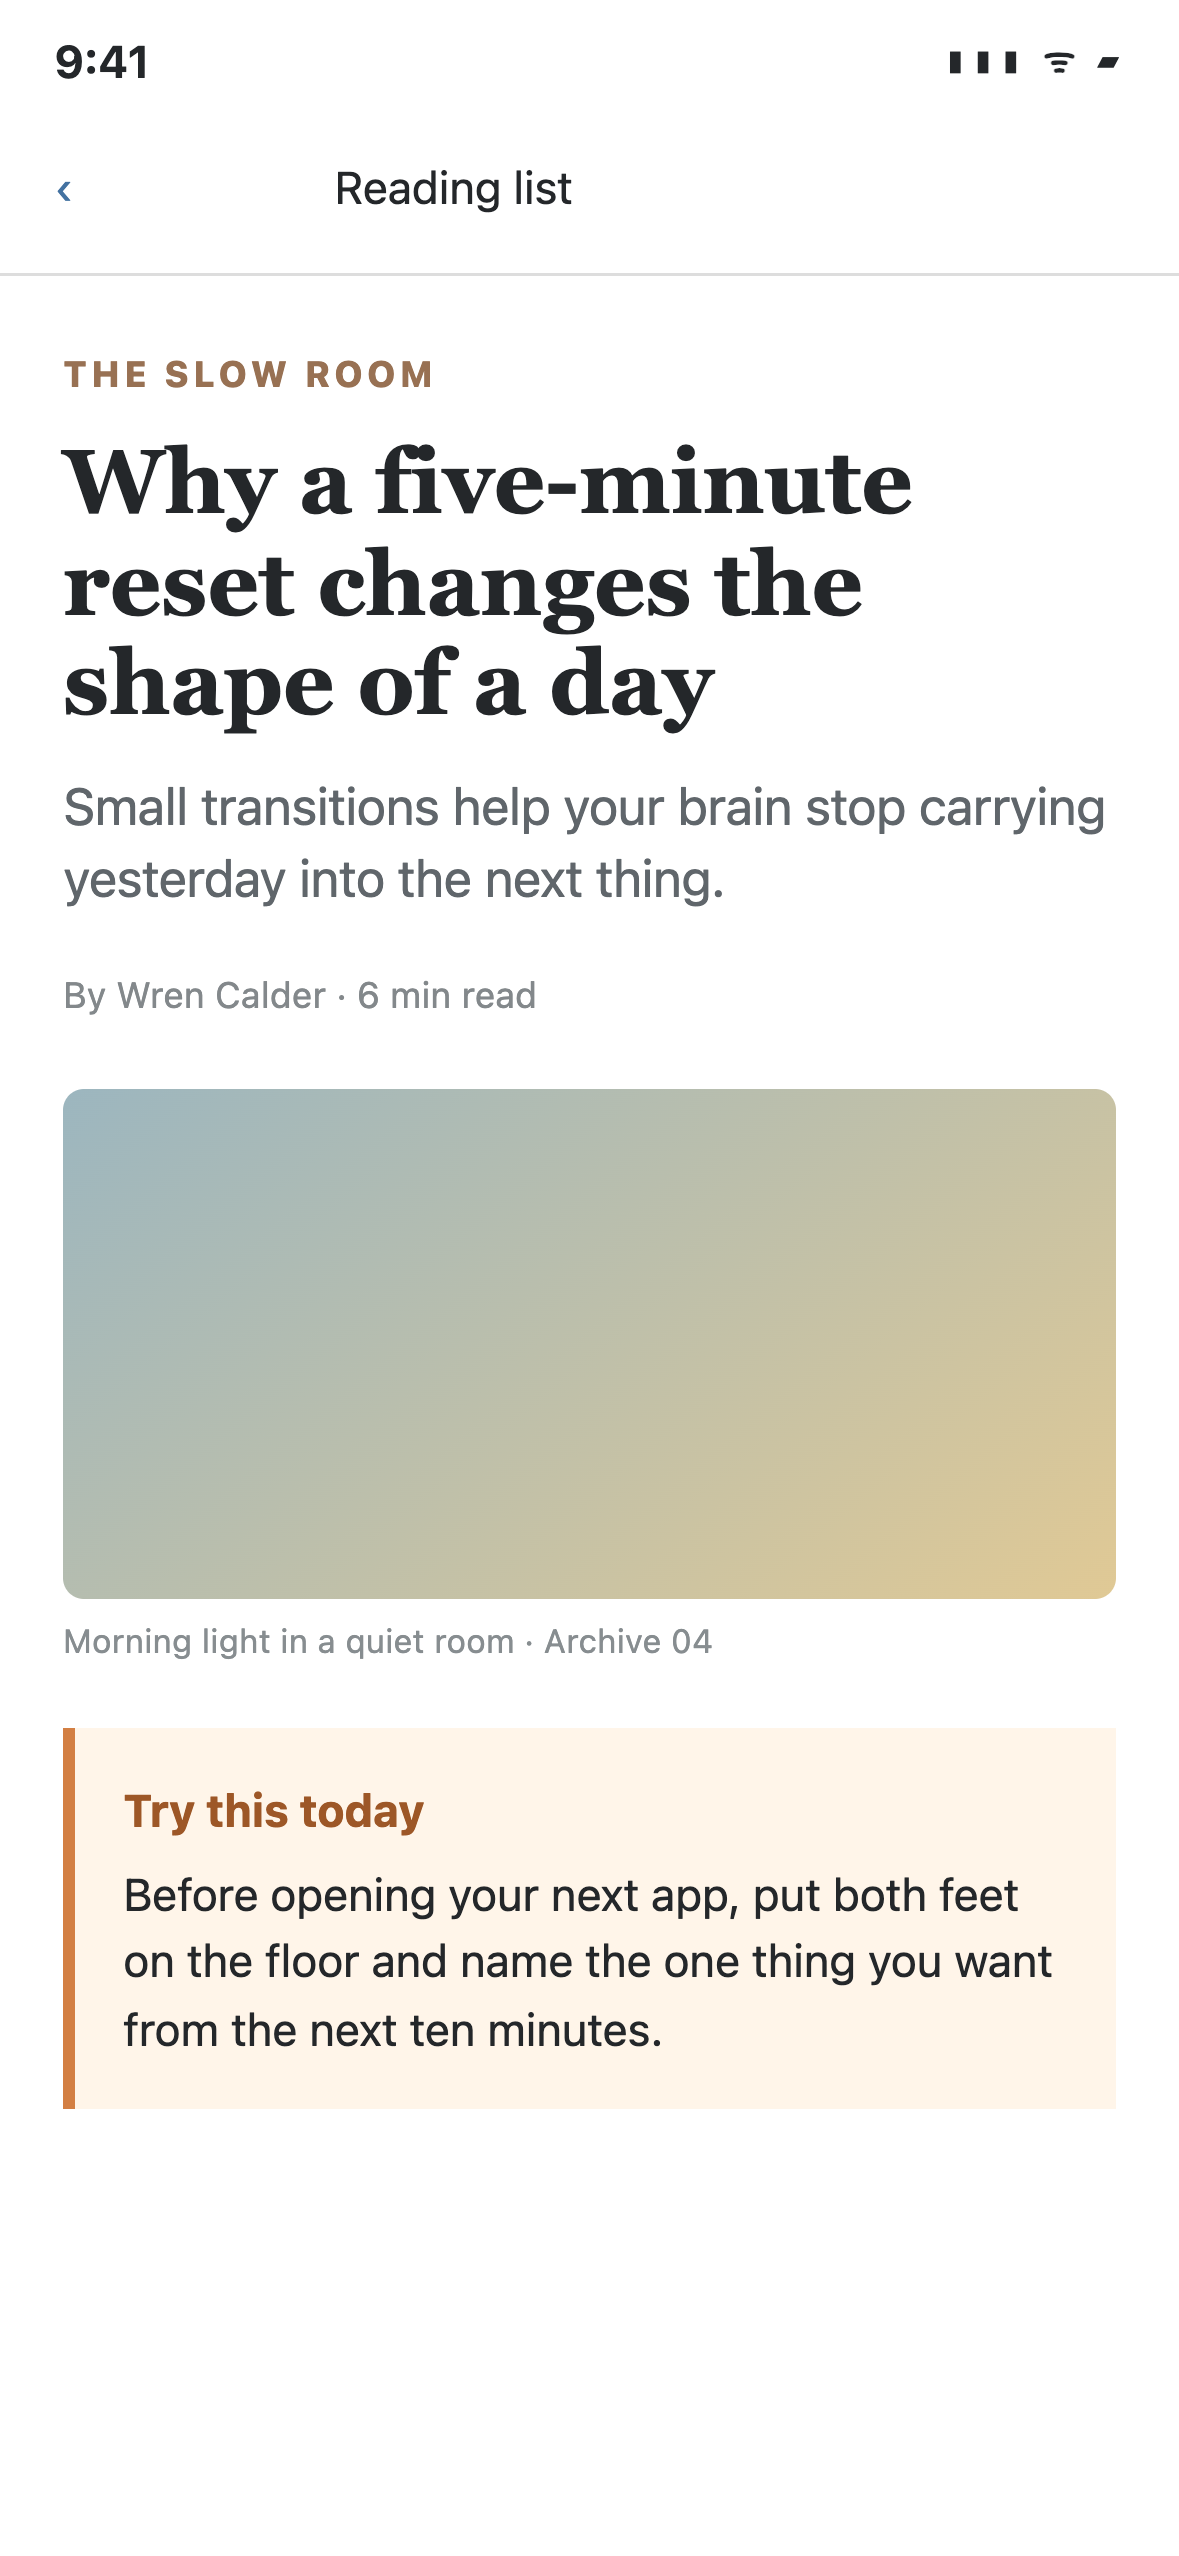 9:41
‹ Reading list
THE SLOW ROOM
Why a five-minute
reset changes the
shape of a day
Small transitions help your brain stop carrying
yesterday into the next thing.
By Wren Calder · 6 min read
Morning light in a quiet room · Archive 04
Try this today
Before opening your next app, put both feet
on the floor and name the one thing you want
from the next ten minutes.